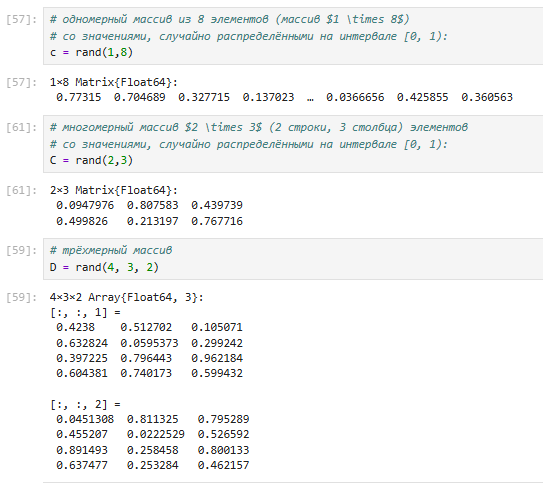 [57]: # одномерный массив из 8 элементов (массив $1 \times 8$)
# со значениями, случайно распределёнными на интервале [0, 1):
c = rand(1,8)
[57]: 1×8 Matrix{Float64}:
0.77315 0.704689 0.327715 0.137023 … 0.0366656 0.425855 0.360563
[61]: # многомерный массив $2 \times 3$ (2 строки, 3 столбца) элементов
# со значениями, случайно распределёнными на интервале [0, 1):
C = rand(2,3)
[61]: 2×3 Matrix{Float64}:
0.0947976 0.807583 0.439739
0.499826 0.213197 0.767716
[59]: # трёхмерный массив
D = rand(4, 3, 2)
[59]: 4×3×2 Array{Float64, 3}:
[:, :, 1] =
0.4238 0.512702 0.105071
0.632824 0.0595373 0.299242
0.397225 0.796443 0.962184
0.604381 0.740173 0.599432
[:, :, 2] =
0.0451308 0.811325 0.795289
0.455207 0.0222529 0.526592
0.891493 0.258458 0.800133
0.637477 0.253284 0.462157